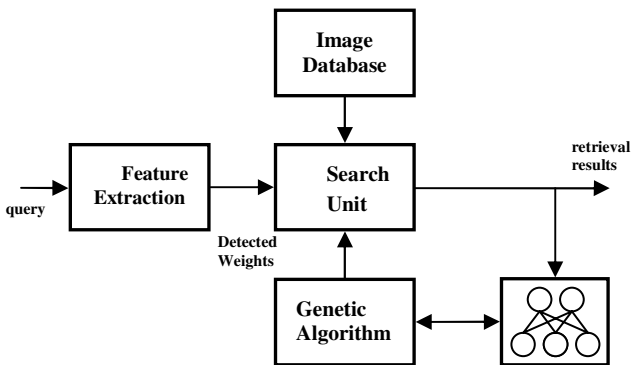 Image
Database
retrieval
results
Feature
Extraction
Search
Unit
query
Detected
Weights
Genetic
Algorithm